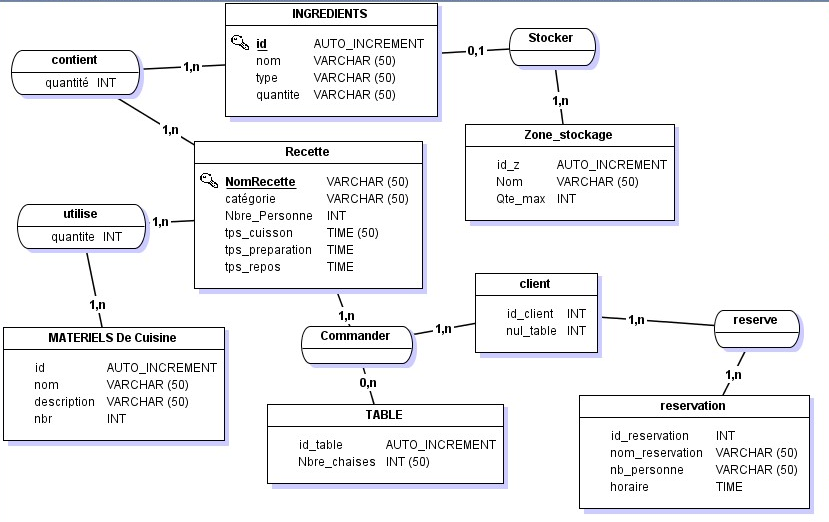 INGREDIENTS
id AUTO_INCREMENT
nom VARCHAR (50)
type VARCHAR (50)
quantite VARCHAR (50)
Stocker
0,1
contient
quantité INT
1,n
1,n
1,n
Zone_stockage
id_z AUTO_INCREMENT
Nom VARCHAR (50)
Qte_max INT
Recette
NomRecette VARCHAR (50)
catégorie VARCHAR (50)
Nbre_Personne INT
tps_cuisson TIME (50)
tps_preparation TIME
tps_repos TIME
utilise
quantite INT
1,n
1,n
client
id_client INT
nul_table INT
1,n
reserve
1,n
Commander
1,n
1,n
MATERIELS De Cuisine
id AUTO_INCREMENT
nom VARCHAR (50)
description VARCHAR (50)
nbr INT
0,n
TABLE
id_table AUTO_INCREMENT
Nbre_chaises INT (50)
reservation
id_reservation INT
nom_reservation VARCHAR (50)
nb_personne VARCHAR (50)
horaire TIME